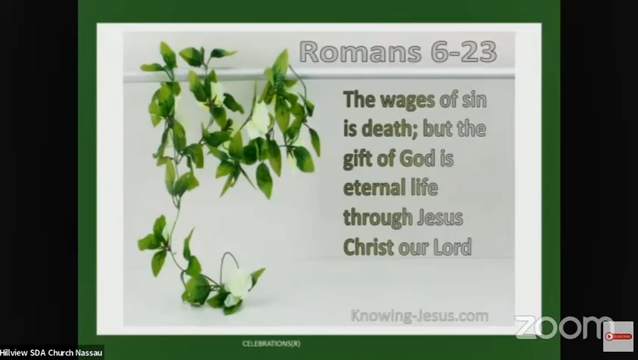 Romans 6-23
The wages of sin
is death; but the
gift of God is
eternal life
through Jesus
Christ our Lord
Knowing-Jesus.com
zoom
SUBSCRIBE
Hillview SDA Church Nassau
CELEBRATIONS(R)